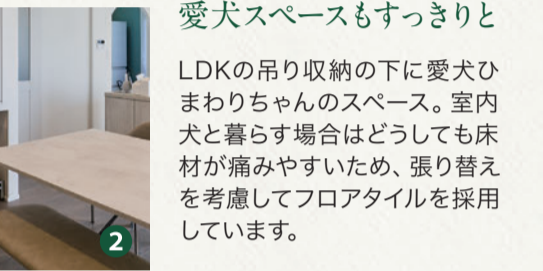 愛犬スペースもすっきりと
LDKの吊り収納の下に愛犬ひ
まわりちゃんのスペース。室内
犬と暮らす場合はどうしても床
材が痛みやすいため、張り替え
を考慮してフロアタイルを採用
しています。
2